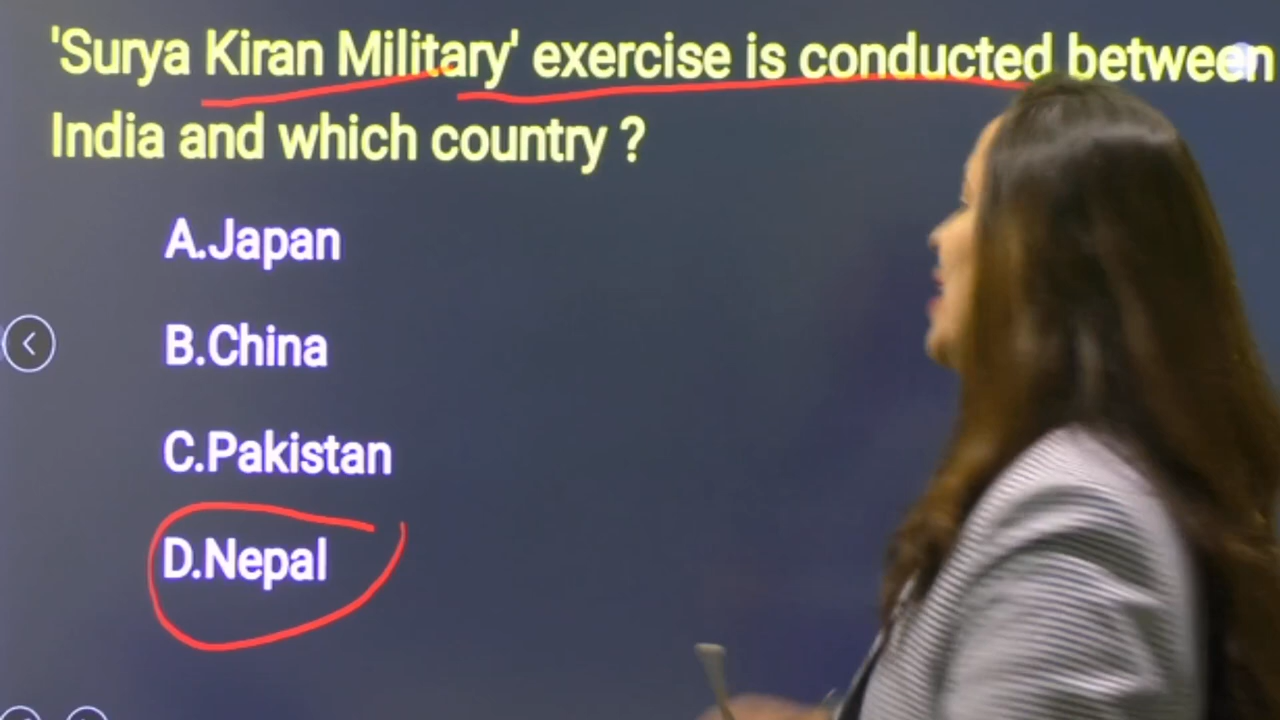 'Surya Kiran Military' exercise is conducted between
India and which country ?
A.Japan
B.China
C.Pakistan
D.Nepal